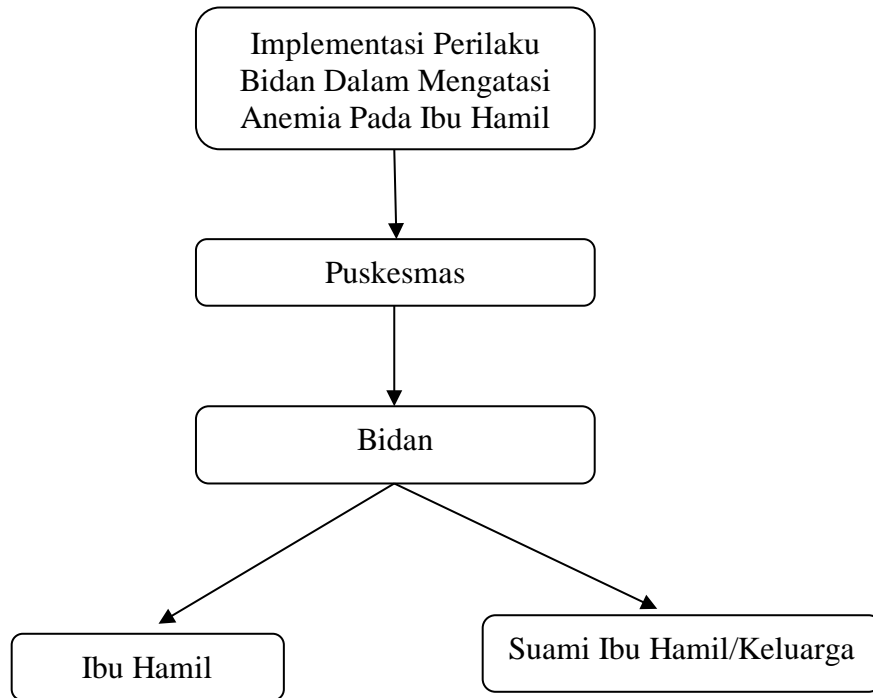 Implementasi Perilaku
Bidan Dalam Mengatasi
Anemia Pada Ibu Hamil
Puskesmas
Bidan
Ibu Hamil
Suami Ibu Hamil/Keluarga